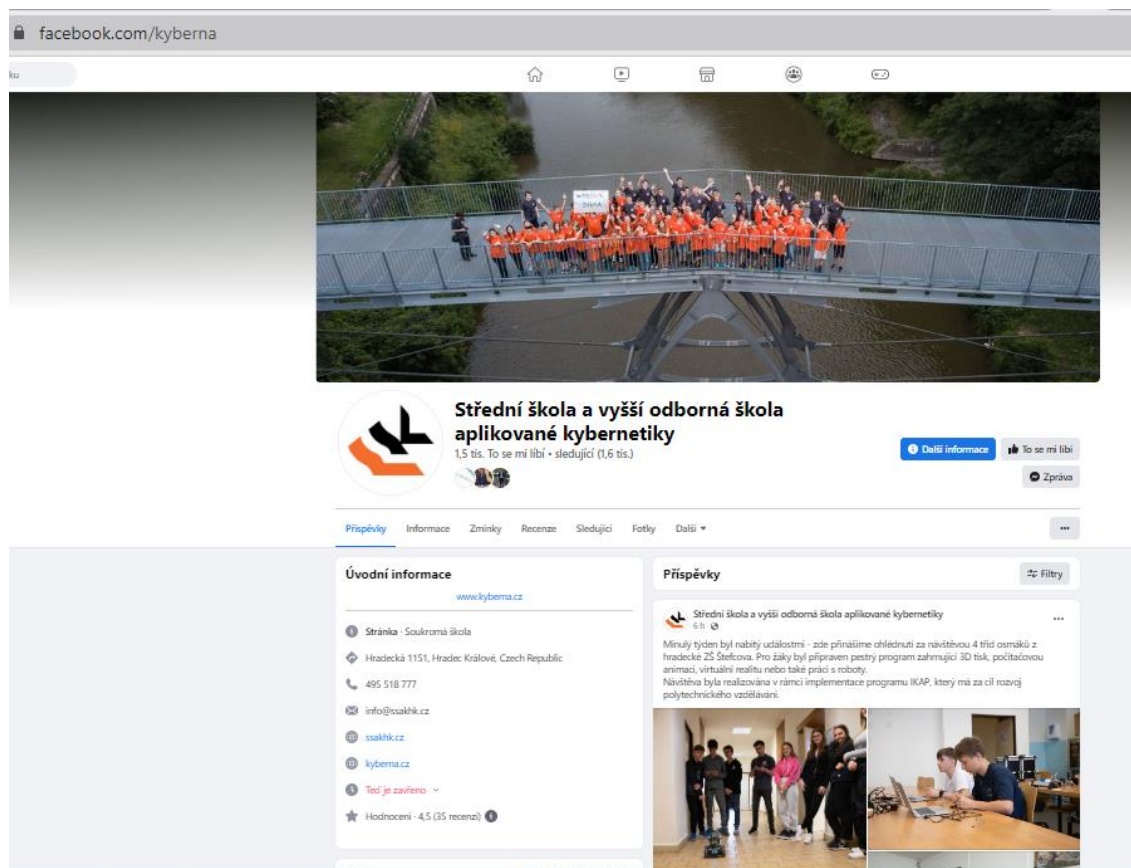 facebook.com/kyberna
ku
Střední škola a vyšší odborná škola
aplikované kybernetiky
1,5 tis. To se mi líbí • sledující (1,6 tis.)
Další informace
To se mi líbí
Zpráva
Příspěvky Informace Zmínky Recenze Sledující Fotky Další
Úvodní informace
www.kyberna.cz
Stránka · Soukromá škola
Hradecká 1151, Hradec Králové, Czech Republic
495 518 777
info@ssakhk.cz
ssakhk.cz
kyberna.cz
Teď je zavřeno
Hodnocení · 4,5 (35 recenzí)
Příspěvky
Filtry
Střední škola a vyšší odborná škola aplikované kybernetiky
6 h
Minulý týden byl nabitý událostmi - zde přinášíme ohlédnutí za návštěvou 4 tříd osmáků z
hradecké ZŠ Štefcova. Pro žáky byl připraven pestrý program zahrnující 3D tisk, počítačovou
animaci, virtuální realitu nebo také práci s roboty.
Návštěva byla realizována v rámci implementace programu IKAP, který má za cíl rozvoj
polytechnického vzdělávání.